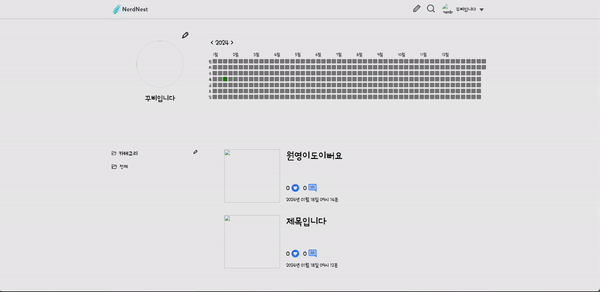 NerdNest
꾸삐입니다
< 2024 >
1월 2월 3월 4월 5월 6월 7월 8월 9월 10월 11월 12월
꾸삐입니다
카테고리
전체
원영이도이뻐요
0 0
2024년 01월 18일 09시 14분
제목입니다
0 0
2024년 01월 18일 09시 12분